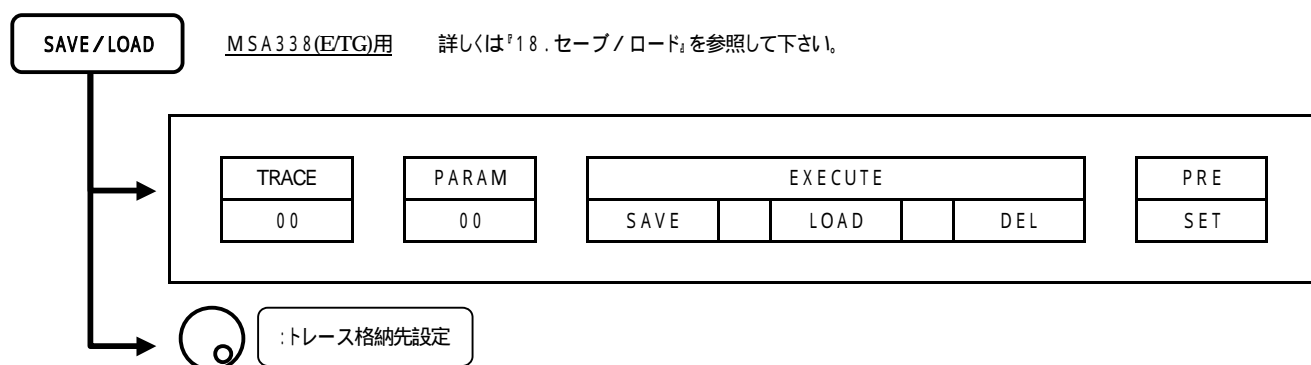 SAVE/LOAD MSA338(E/TG)用 詳しくは『18.セーブ/ロード』を参照して下さい。
TRACE PARAM EXECUTE PRE
00 00 SAVE LOAD DEL SET
:トレース格納先設定